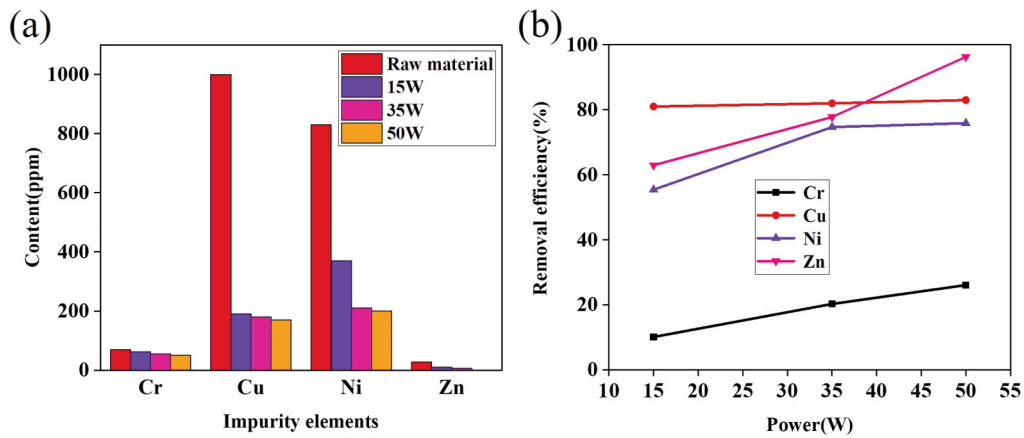 (a)
Content(ppm)
1000
800
600
400
200
0
Raw material
15W
35W
50W
Cr Cu Ni Zn
Impurity elements
(b)
Removal efficiency(%)
100
80
60
40
20
0
Cr
Cu
Ni
Zn
10 15 20 25 30 35 40 45 50 55
Power(W)